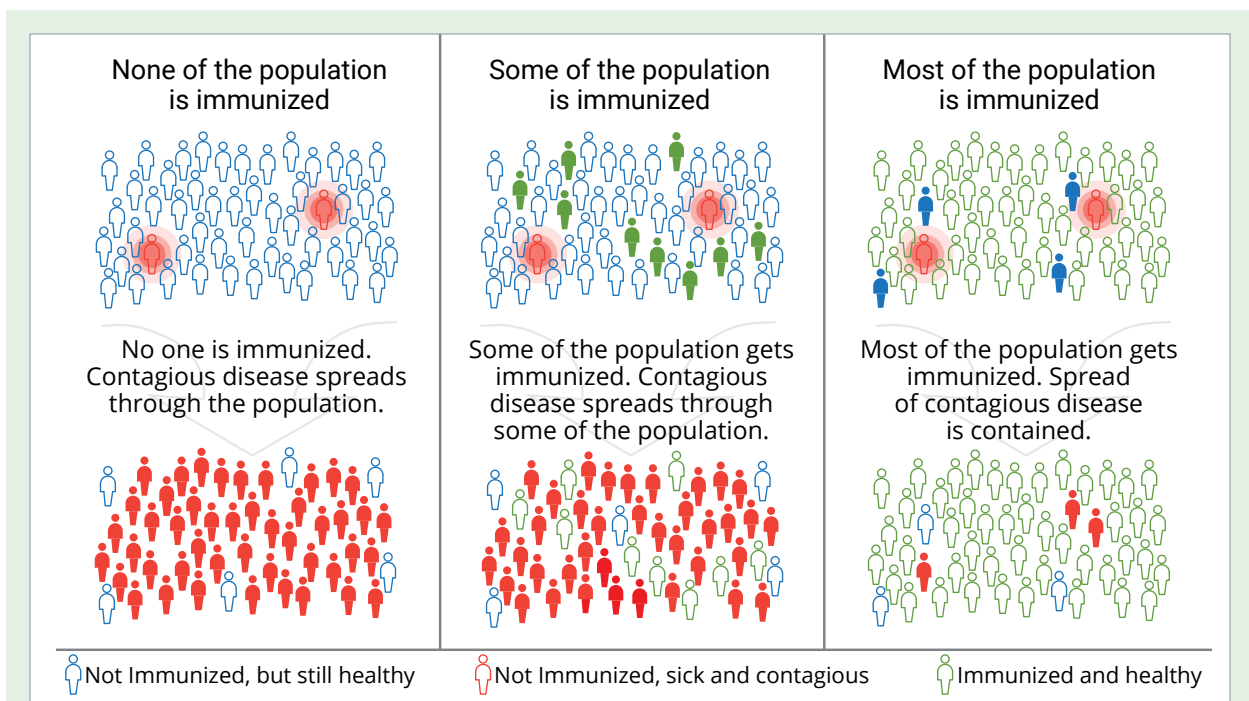 None of the population
is immunized
Some of the population
is immunized
Most of the population
is immunized
No one is immunized.
Contagious disease spreads
through the population.
Some of the population gets
immunized. Contagious
disease spreads through
some of the population.
Most of the population gets
immunized. Spread
of contagious disease
is contained.
Not Immunized, but still healthy
Not Immunized, sick and contagious
Immunized and healthy